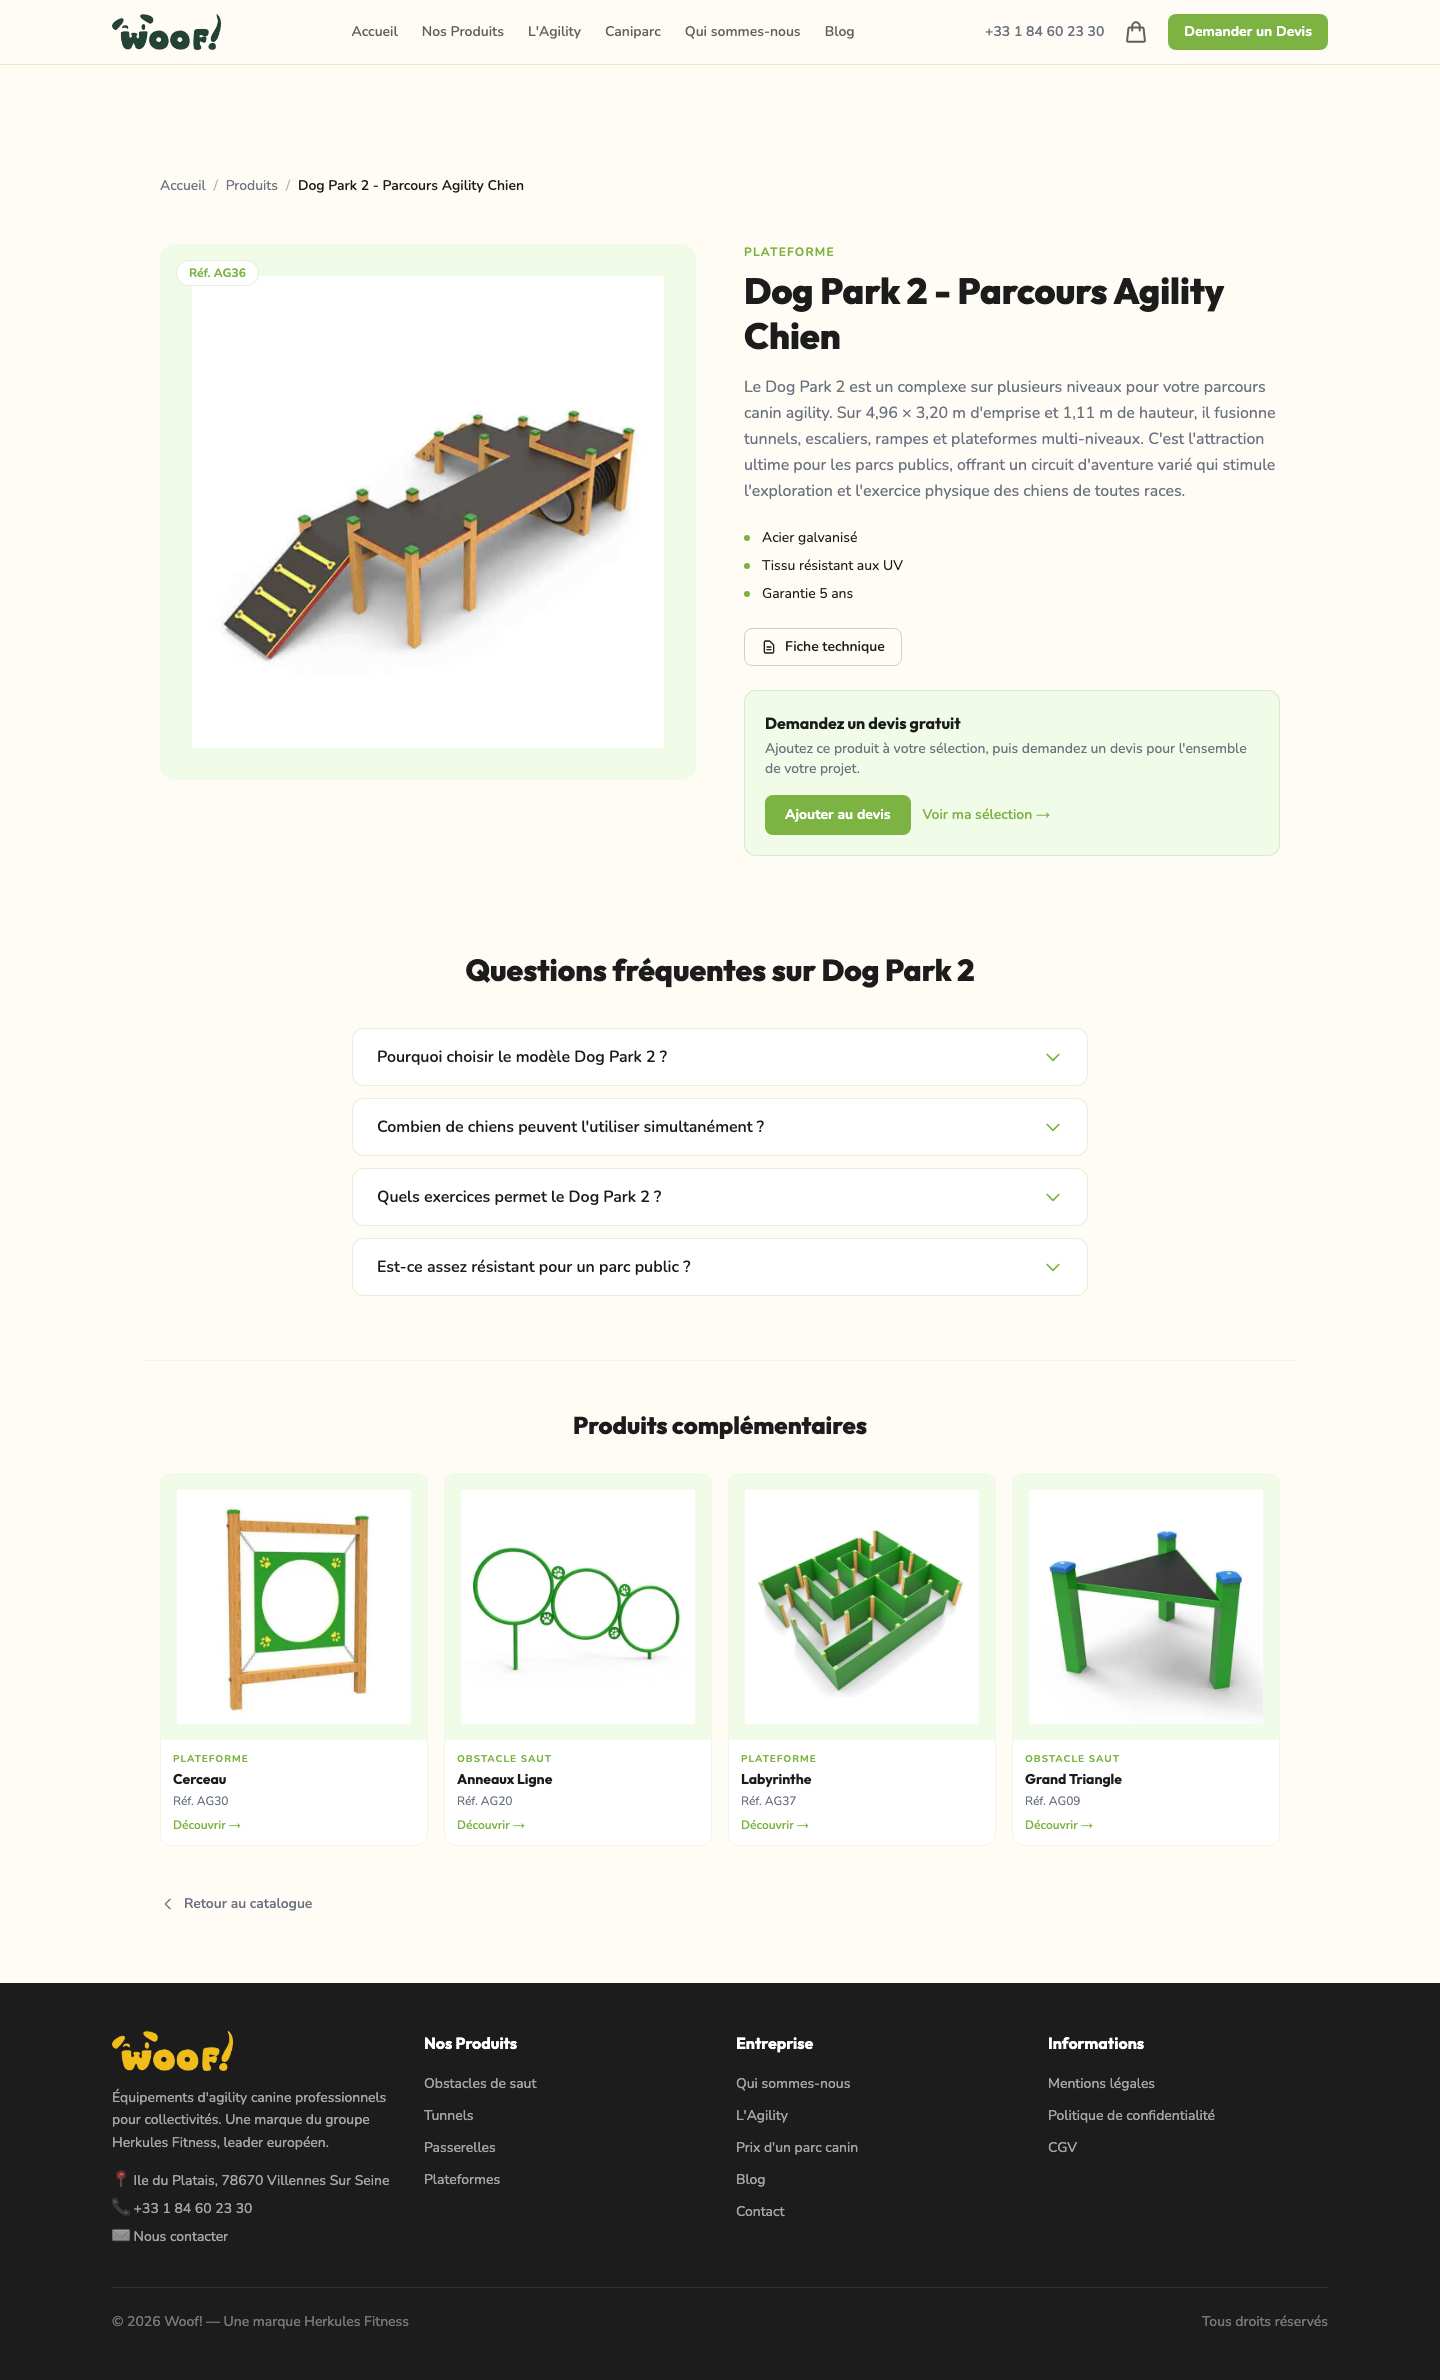 Woof!
Accueil
Nos Produits
L'Agility
Caniparc
Qui sommes-nous
Blog
+33 1 84 60 23 30
Demander un Devis
Accueil / Produits / Dog Park 2 - Parcours Agility Chien
Réf. AG36
PLATEFORME
Dog Park 2 - Parcours Agility
Chien
Le Dog Park 2 est un complexe sur plusieurs niveaux pour votre parcours
canin agility. Sur 4,96 × 3,20 m d'emprise et 1,11 m de hauteur, il fusionne
tunnels, escaliers, rampes et plateformes multi-niveaux. C'est l'attraction
ultime pour les parcs publics, offrant un circuit d'aventure varié qui stimule
l'exploration et l'exercice physique des chiens de toutes races.
Acier galvanisé
Tissu résistant aux UV
Garantie 5 ans
Fiche technique
Demandez un devis gratuit
Ajoutez ce produit à votre sélection, puis demandez un devis pour l'ensemble
de votre projet.
Ajouter au devis
Voir ma sélection →
Questions fréquentes sur Dog Park 2
Pourquoi choisir le modèle Dog Park 2 ?
Combien de chiens peuvent l'utiliser simultanément ?
Quels exercices permet le Dog Park 2 ?
Est-ce assez résistant pour un parc public ?
Produits complémentaires
PLATEFORME
Cerceau
Réf. AG30
Découvrir →
OBSTACLE SAUT
Anneaux Ligne
Réf. AG20
Découvrir →
PLATEFORME
Labyrinthe
Réf. AG37
Découvrir →
OBSTACLE SAUT
Grand Triangle
Réf. AG09
Découvrir →
Retour au catalogue
Woof!
Équipements d'agility canine professionnels
pour collectivités. Une marque du groupe
Herkules Fitness, leader européen.
Ile du Platais, 78670 Villennes Sur Seine
+33 1 84 60 23 30
Nous contacter
Nos Produits
Obstacles de saut
Tunnels
Passerelles
Plateformes
Entreprise
Qui sommes-nous
L'Agility
Prix d'un parc canin
Blog
Contact
Informations
Mentions légales
Politique de confidentialité
CGV
© 2026 Woof! — Une marque Herkules Fitness
Tous droits réservés